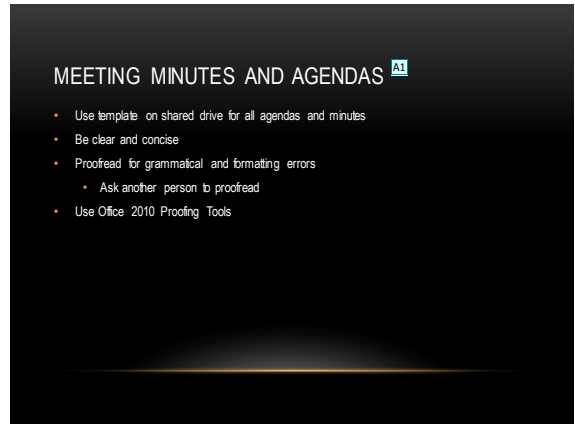 MEETING MINUTES AND AGENDAS A1
Use template on shared drive for all agendas and minutes
Be clear and concise
Proofread for grammatical and formatting errors
Ask another person to proofread
Use Office 2010 Proofing Tools